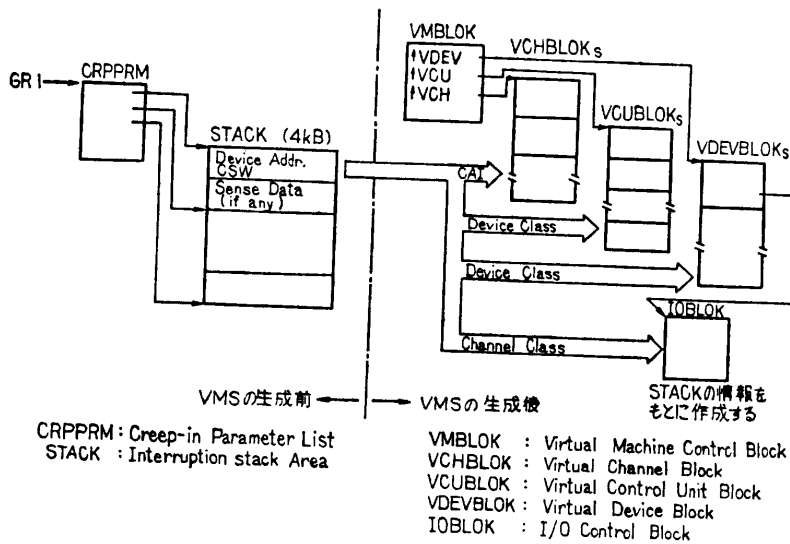 GR1
CRPPRM
STACK (4kB)
Device Addr.
CSW
Sense Data
(if any)
VMBLOK
↑VDEV
↑VCU
↑VCH
VCHBLOKs
VCUBLOKs
VDEVBLOKs
CAI
Device Class
Device Class
Channel Class
IOBLOK
STACKの情報を
もとに作成する
VMSの生成前
VMSの生成後
CRPPRM : Creep-in Parameter List
STACK : Interruption stack Area
VMBLOK : Virtual Machine Contrl Block
VCHBLOK : Virtual Channel Block
VCUBLOK : Virtual Control Unit Block
VDEVBLOK : Virtual Device Block
IOBLOK : I/O Control Block